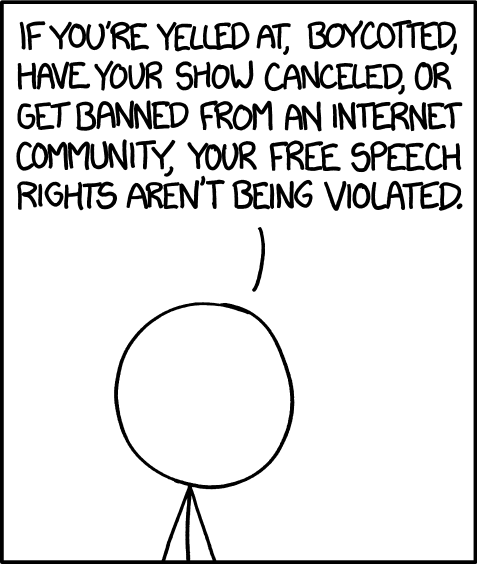 IF YOU'RE YELLED AT, BOYCOTTED,
HAVE YOUR SHOW CANCELED, OR
GET BANNED FROM AN INTERNET
COMMUNITY, YOUR FREE SPEECH
RIGHTS AREN'T BEING VIOLATED.